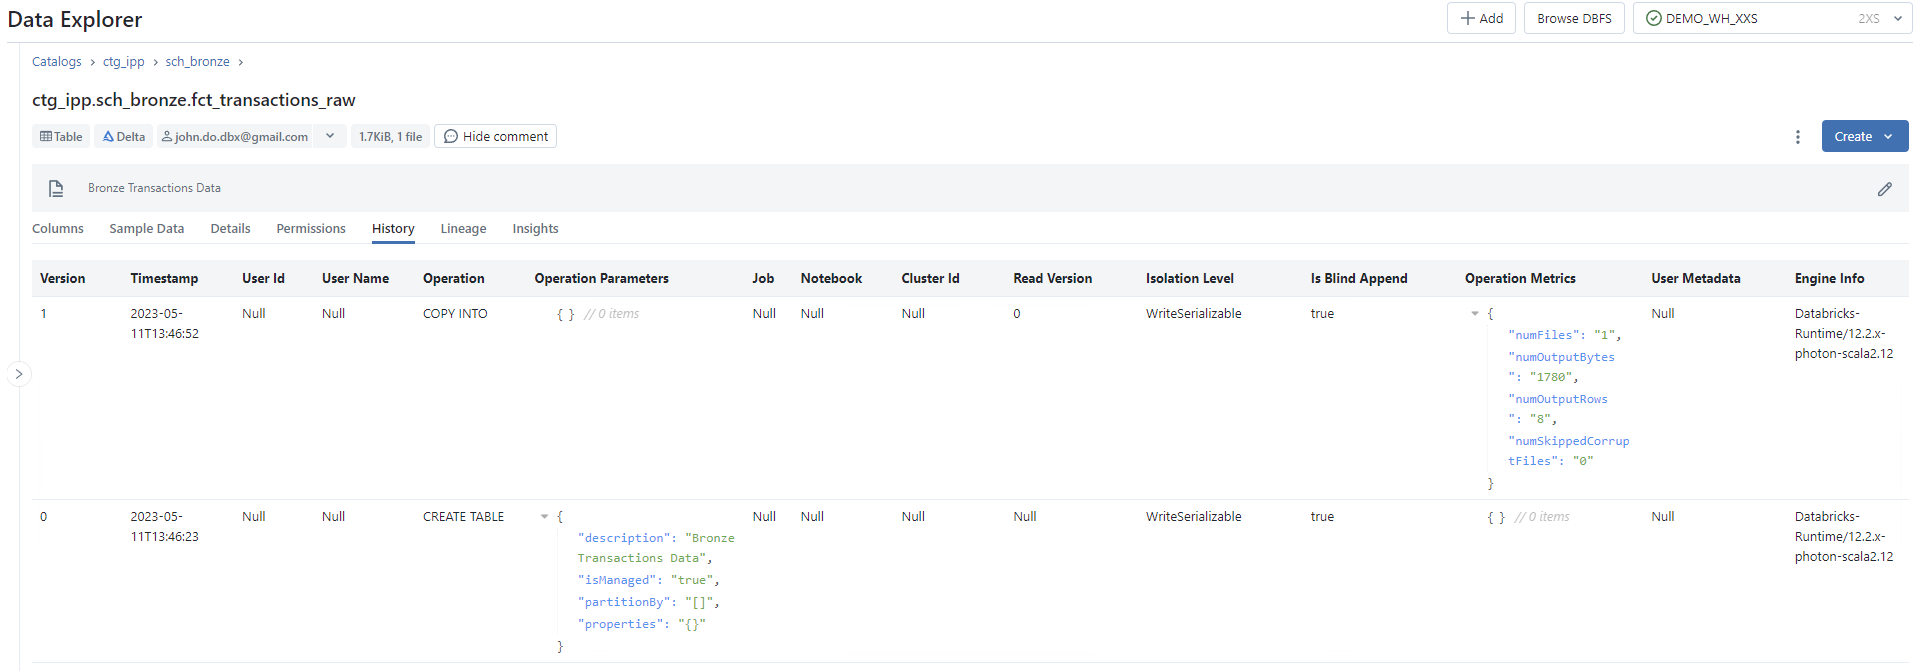 Data Explorer
Add
Browse DBFS
DEMO_WH_XXS
2XS
Catalogs > ctg_ipp > sch_bronze >
ctg_ipp.sch_bronze.fct_transactions_raw
Table
Delta
john.do.dbx@gmail.com
1.7KiB, 1 file
Hide comment
Create
Bronze Transactions Data
Columns Sample Data Details Permissions History Lineage Insights
Version Timestamp User Id User Name Operation Operation Parameters Job Notebook Cluster Id Read Version Isolation Level Is Blind Append Operation Metrics User Metadata Engine Info
1 2023-05- Null Null COPY INTO { } // 0 items Null Null Null 0 WriteSerializable true { Null Databricks-
11T13:46:52 "numFiles": "1", Runtime/12.2.x-
"numOutputBytes photon-scala2.12
": "1780",
"numOutputRows
": "8",
"numSkippedCorrup
tFiles": "0"
}
0 2023-05- Null Null CREATE TABLE { Null Null Null Null WriteSerializable true { } // 0 items Null Databricks-
11T13:46:23 "description": "Bronze Runtime/12.2.x-
Transactions Data", photon-scala2.12
"isManaged": "true",
"partitionBy": "[]",
"properties": "{}"
}